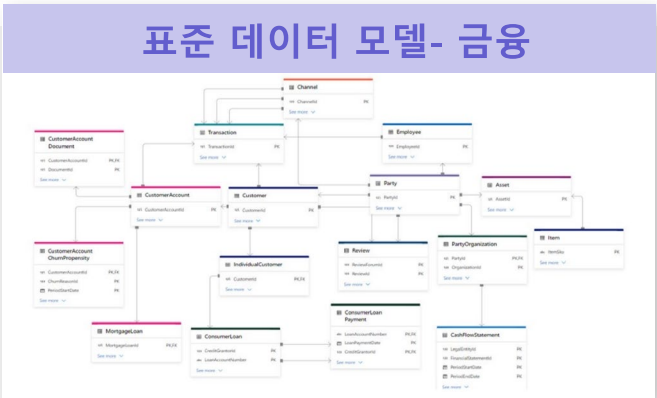 표준 데이터 모델- 금융
Channel
ChannelId PK
See more
Transaction
TransactionId PK
See more
Employee
EmployeeId PK
See more
CustomerAccount
Document
CustomerAccountId PK,FK
DocumentId PK
See more
CustomerAccount
CustomerAccountId PK
See more
Customer
CustomerId PK
See more
Party
PartyId PK
See more
Asset
AssetId PK
See more
Item
ItemSku PK
See more
CustomerAccount
ChurnPropensity
CustomerAccountId PK,FK
ChurnReasonId PK
PeriodStartDate PK
See more
IndividualCustomer
CustomerId PK
See more
Review
ReviewForumId PK
ReviewId PK
See more
PartyOrganization
PartyId PK,FK
OrganizationId PK
See more
MortgageLoan
MortgageLoanId PK,FK
See more
ConsumerLoan
CreditGrantorId PK
LoanAccountNumber PK
See more
ConsumerLoan
Payment
LoanAccountNumber PK,FK
LoanPaymentDate PK
CreditGrantorId PK,FK
See more
CashFlowStatement
LegalEntityId PK
FinancialStatementId PK
PeriodStartDate PK
PeriodEndDate PK
See more